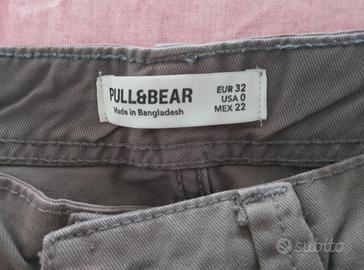 PULL&BEAR
Made in Bangladesh
EUR 32
USA 0
MEX 22
subito